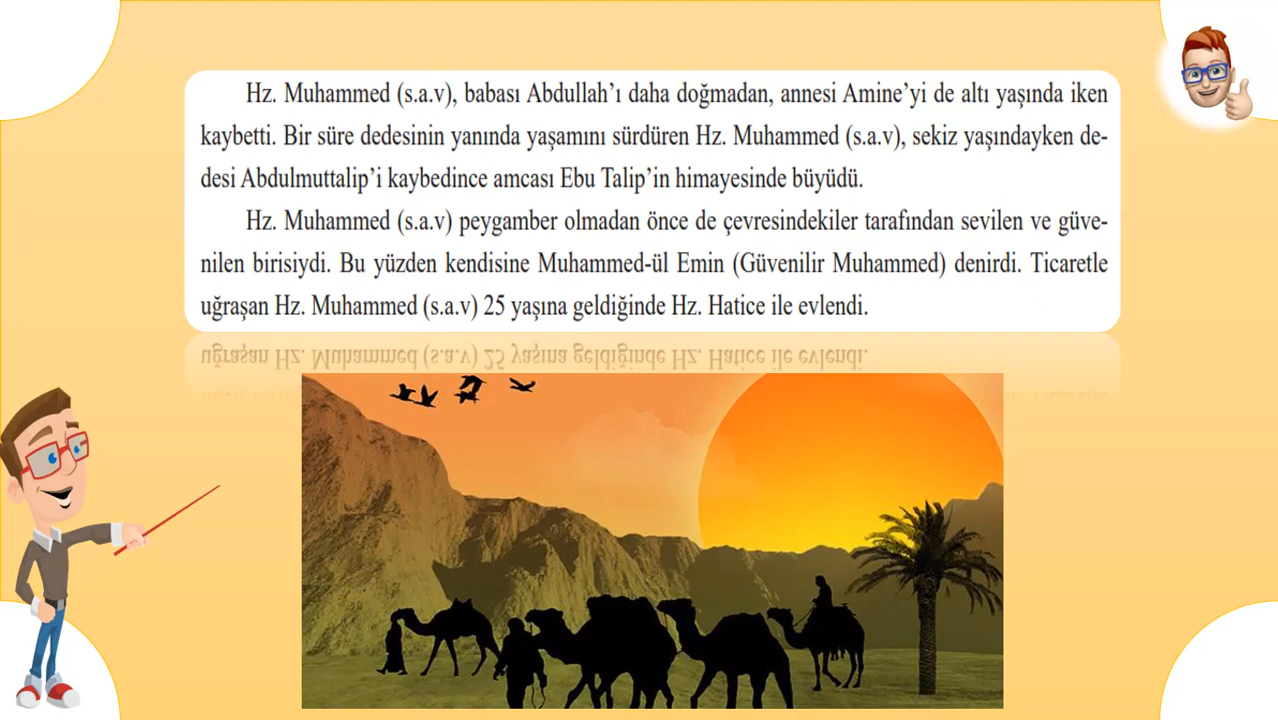 Hz. Muhammed (s.a.v), babası Abdullah’ı daha doğmadan, annesi Amine’yi de altı yaşında iken
kaybetti. Bir süre dedesinin yanında yaşamını sürdüren Hz. Muhammed (s.a.v), sekiz yaşındayken de-
desi Abdulmuttalip’i kaybedince amcası Ebu Talip’in himayesinde büyüdü.
Hz. Muhammed (s.a.v) peygamber olmadan önce de çevresindekiler tarafından sevilen ve güve-
nilen birisiydi. Bu yüzden kendisine Muhammed-ül Emin (Güvenilir Muhammed) denirdi. Ticaretle
uğraşan Hz. Muhammed (s.a.v) 25 yaşına geldiğinde Hz. Hatice ile evlendi.